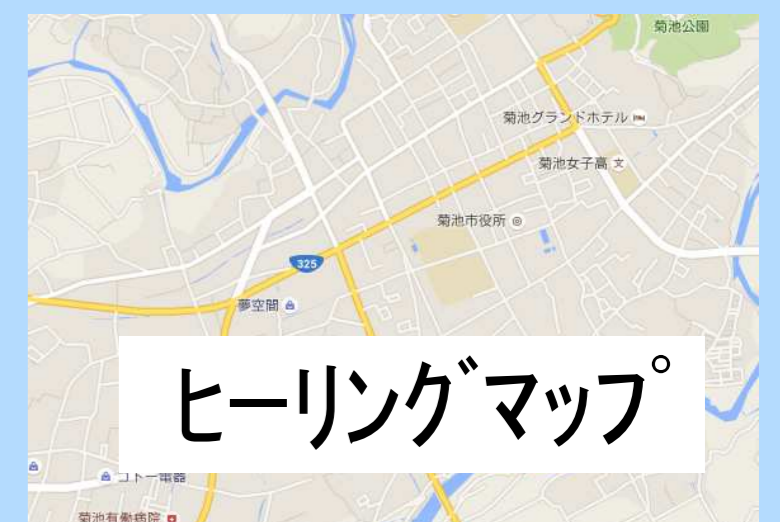 菊池公園
菊池グランドホテル
菊池女子高
文
菊池市役所
325
夢空間
ヒーリングマップ
コトー電器
菊池有働病院